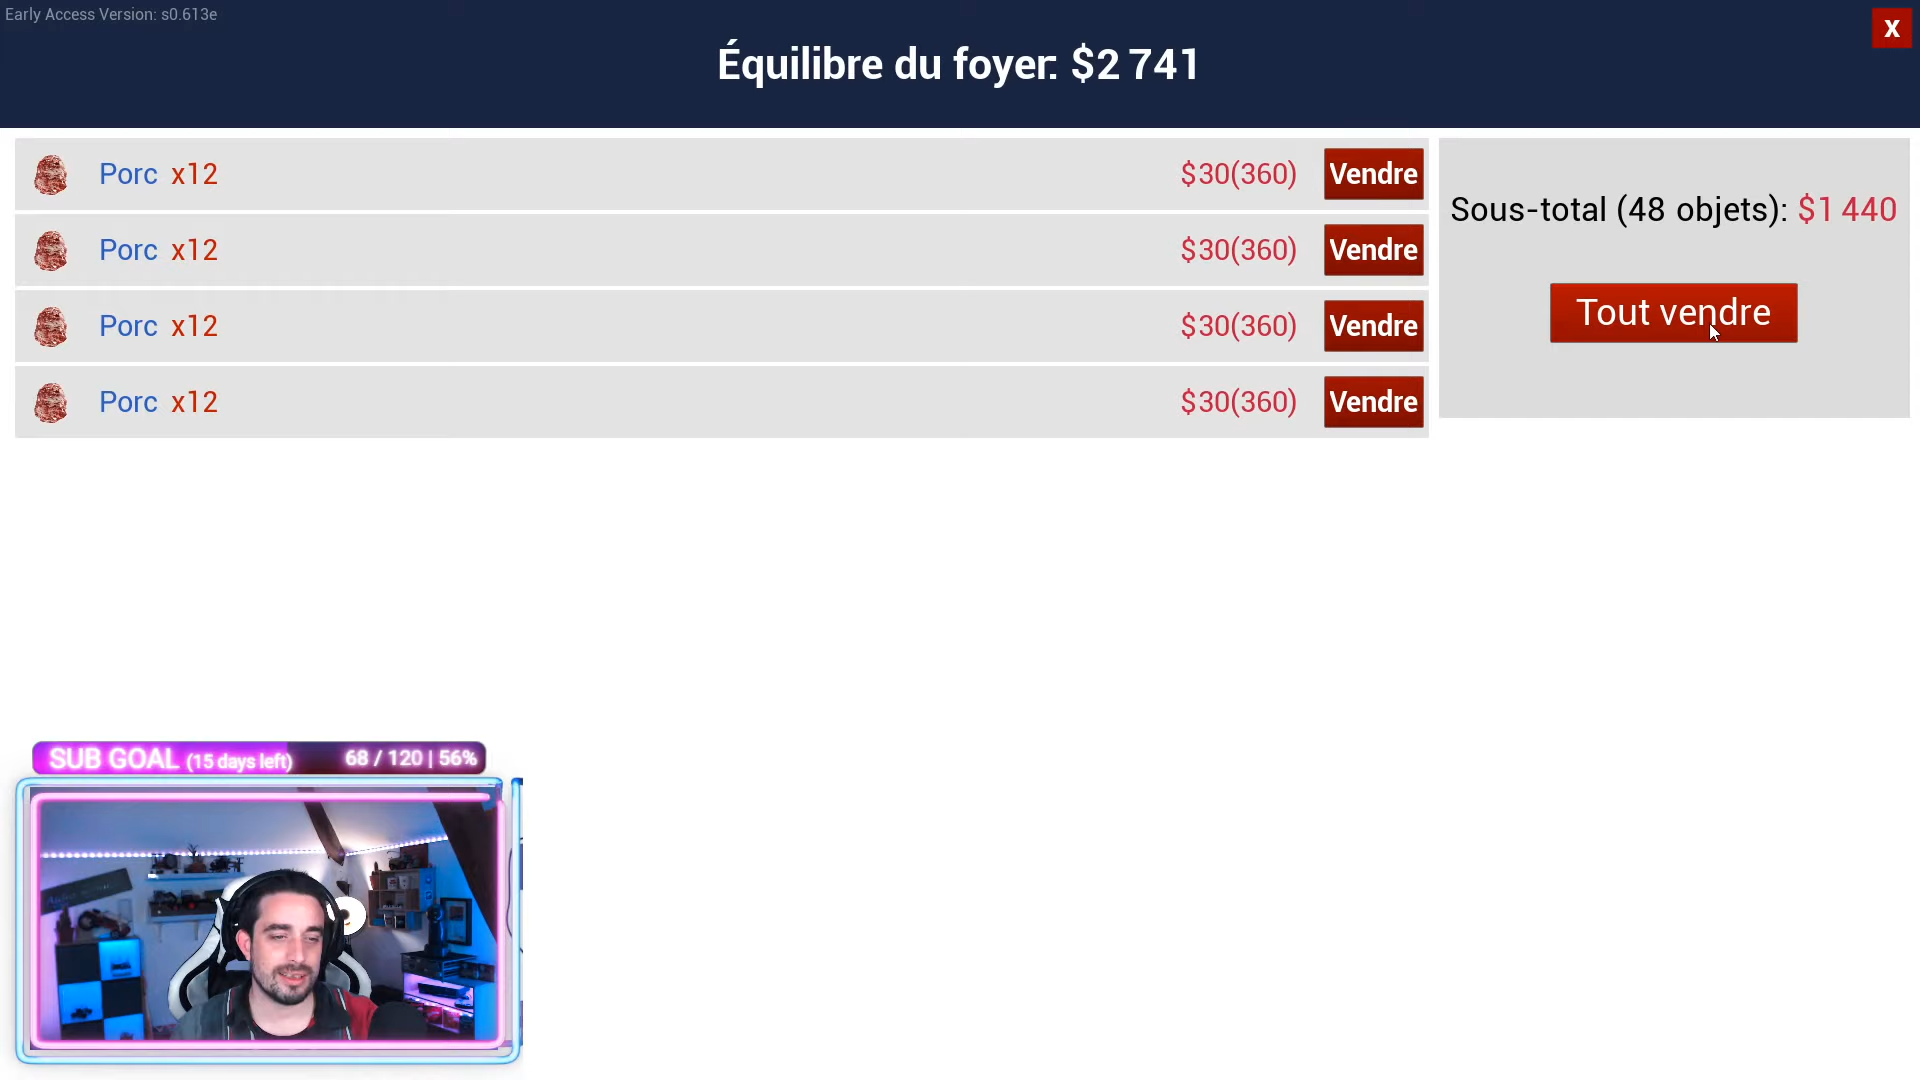 Early Access Version: s0.613e
X
Équilibre du foyer: $2 741
Porc x12 $30(360) Vendre
Porc x12 $30(360) Vendre
Porc x12 $30(360) Vendre
Porc x12 $30(360) Vendre
Sous-total (48 objets): $1 440
Tout vendre
SUB GOAL (15 days left) 68 / 120 | 56%